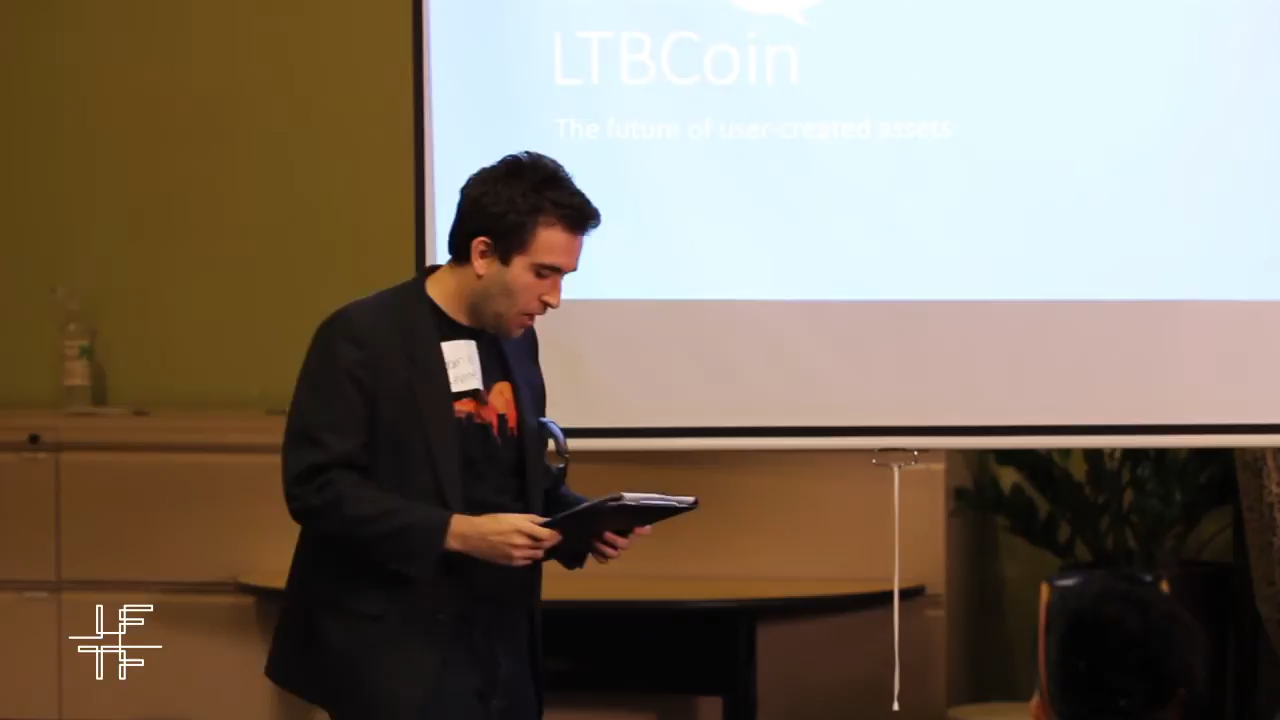 LTBCoin
The future of user-created assets